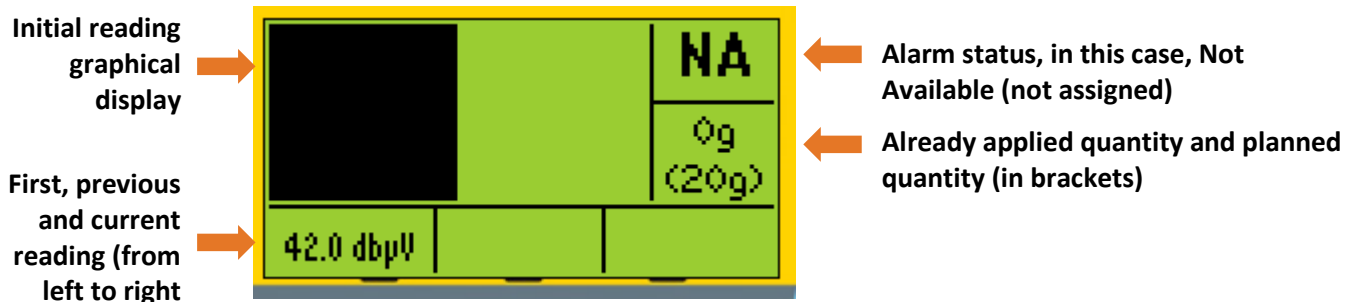 Initial reading
graphical
display
First, previous
and current
reading (from
left to right
NA
0g
(20g)
42.0 dbµV
Alarm status, in this case, Not
Available (not assigned)
Already applied quantity and planned
quantity (in brackets)